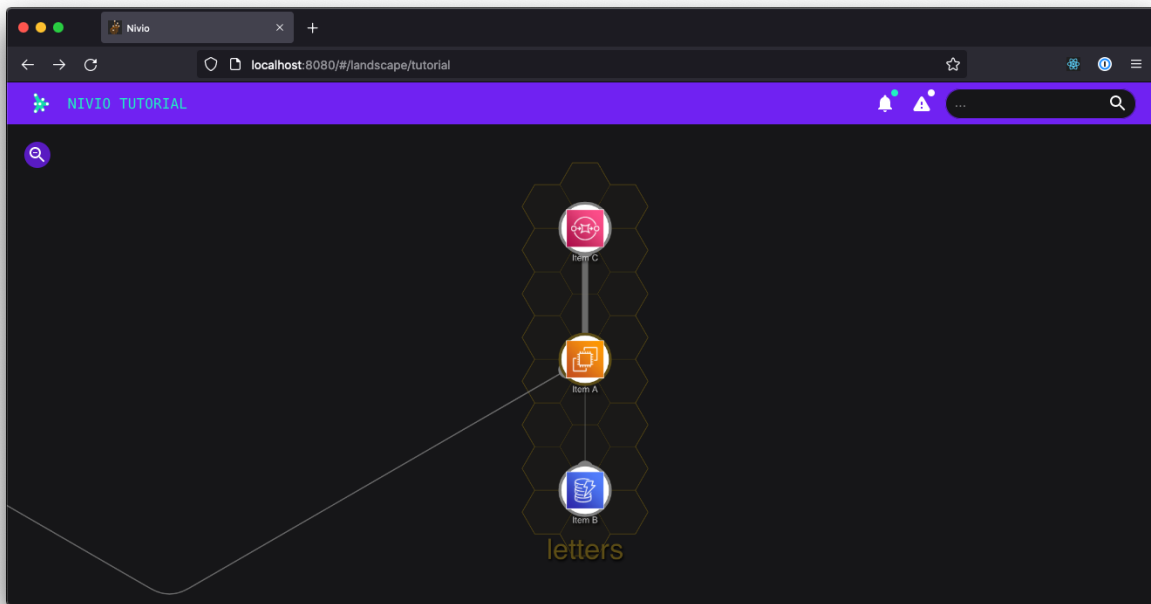 Nivio
localhost:8080/#/landscape/tutorial
NIVIO TUTORIAL
...
Item C
Item A
Item B
letters